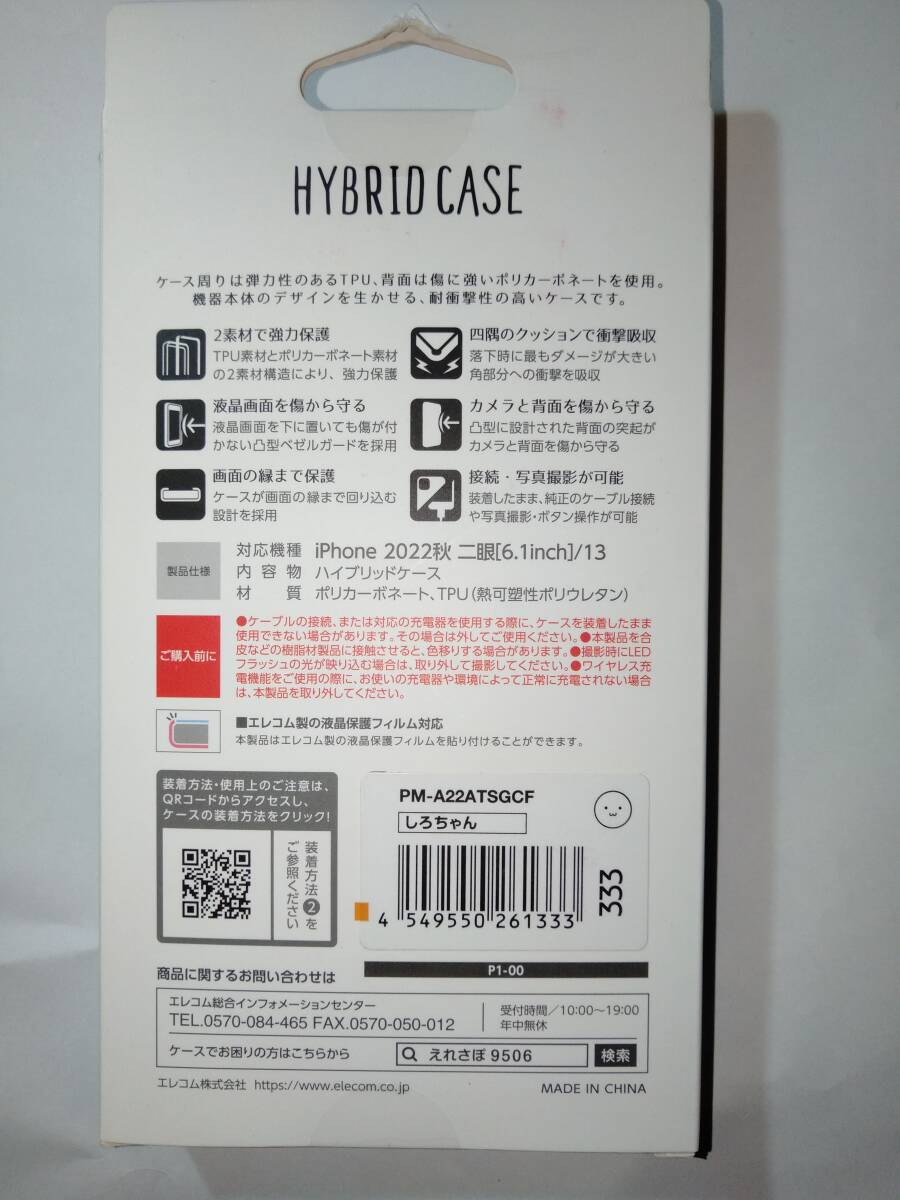 HYBRID CASE
ケース周りは弾力性のあるTPU、背面は傷に強いポリカーボネートを使用。
機器本体のデザインを生かせる、耐衝撃性の高いケースです。
2素材で強力保護
TPU素材とポリカーボネート素材
の2素材構造により、強力保護
四隅のクッションで衝撃吸収
落下時に最もダメージが大きい
角部分への衝撃を吸収
液晶画面を傷から守る
液晶画面を下に置いても傷が付
かない凸型ベゼルガードを採用
カメラと背面を傷から守る
凸型に設計された背面の突起が
カメラと背面を傷から守る
画面の縁まで保護
ケースが画面の縁まで回り込む
設計を採用
接続・写真撮影が可能
装着したまま、純正のケーブル接続
や写真撮影・ボタン操作が可能
製品仕様
対応機種 iPhone 2022秋 二眼[6.1inch]/13
内容物 ハイブリッドケース
材質 ポリカーボネート、TPU(熱可塑性ポリウレタン)
ご購入前に
●ケーブルの接続、または対応の充電器を使用する際に、ケースを装着したまま
使用できない場合があります。その場合は外してご使用ください。●本製品を合
皮などの樹脂材製品に接触させると、色移りする場合があります。●撮影時にLED
フラッシュの光が映り込む場合は、取り外して撮影してください。●ワイヤレス充
電機能をご使用の際に、お使いの充電器や環境によって正常に充電されない場合
は、本製品を取り外してください。
■エレコム製の液晶保護フィルム対応
本製品はエレコム製の液晶保護フィルムを貼り付けることができます。
装着方法・使用上のご注意は、
QRコードからアクセスし、
ケースの装着方法をクリック!
装着方法❷を
ご参照ください
PM-A22ATSGCF
しろちゃん
4 549550 261333
333
P1-00
商品に関するお問い合わせは
エレコム総合インフォメーションセンター
TEL.0570-084-465 FAX.0570-050-012
受付時間/10:00〜19:00
年中無休
ケースでお困りの方はこちらから
えれさぽ9506
検索
エレコム株式会社 https://www.elecom.co.jp
MADE IN CHINA